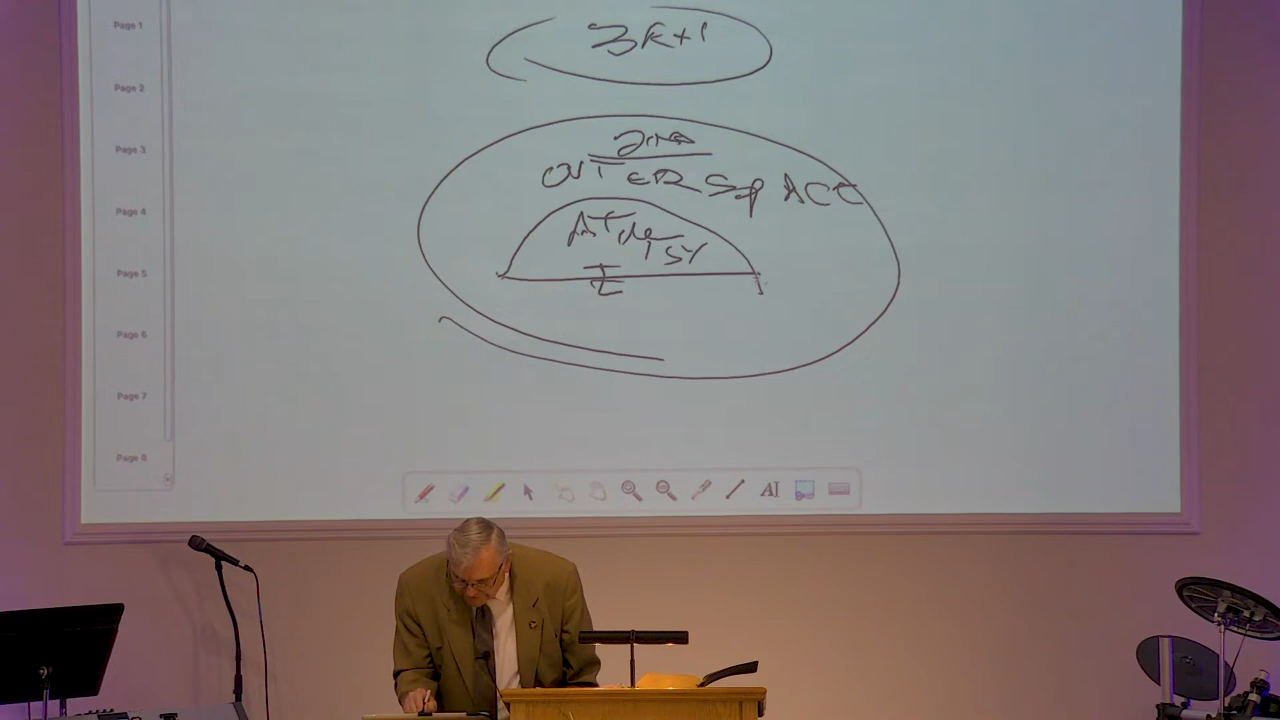 Page 1
Page 2
Page 3
Page 4
Page 5
Page 6
Page 7
Page 8
3k+1
2nd
OUTER SPACE
AI